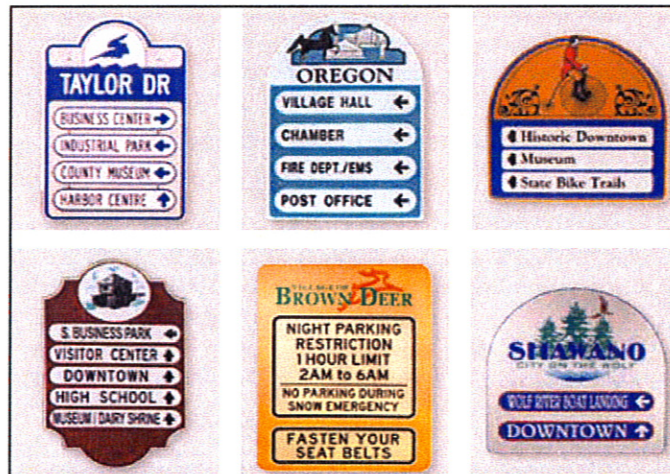 TAYLOR DR
BUSINESS CENTER →
INDUSTRIAL PARK ←
COUNTY MUSEUM ←
HARBOR CENTRE ↑
OREGON
VILLAGE HALL ←
CHAMBER ←
FIRE DEPT./EMS ←
POST OFFICE ←
Historic Downtown
Museum
State Bike Trails
S. BUSINESS PARK ←
VISITOR CENTER ↑
DOWNTOWN ↑
HIGH SCHOOL ↑
MUSEUM / DAIRY SHRINE ↑
VILLAGE OF
BROWN DEER
NIGHT PARKING
RESTRICTION
1 HOUR LIMIT
2AM to 6AM
NO PARKING DURING
SNOW EMERGENCY
FASTEN YOUR
SEAT BELTS
SHAWANO
CITY ON THE WOLF
WOLF RIVER BOAT LANDING ←
DOWNTOWN ↑